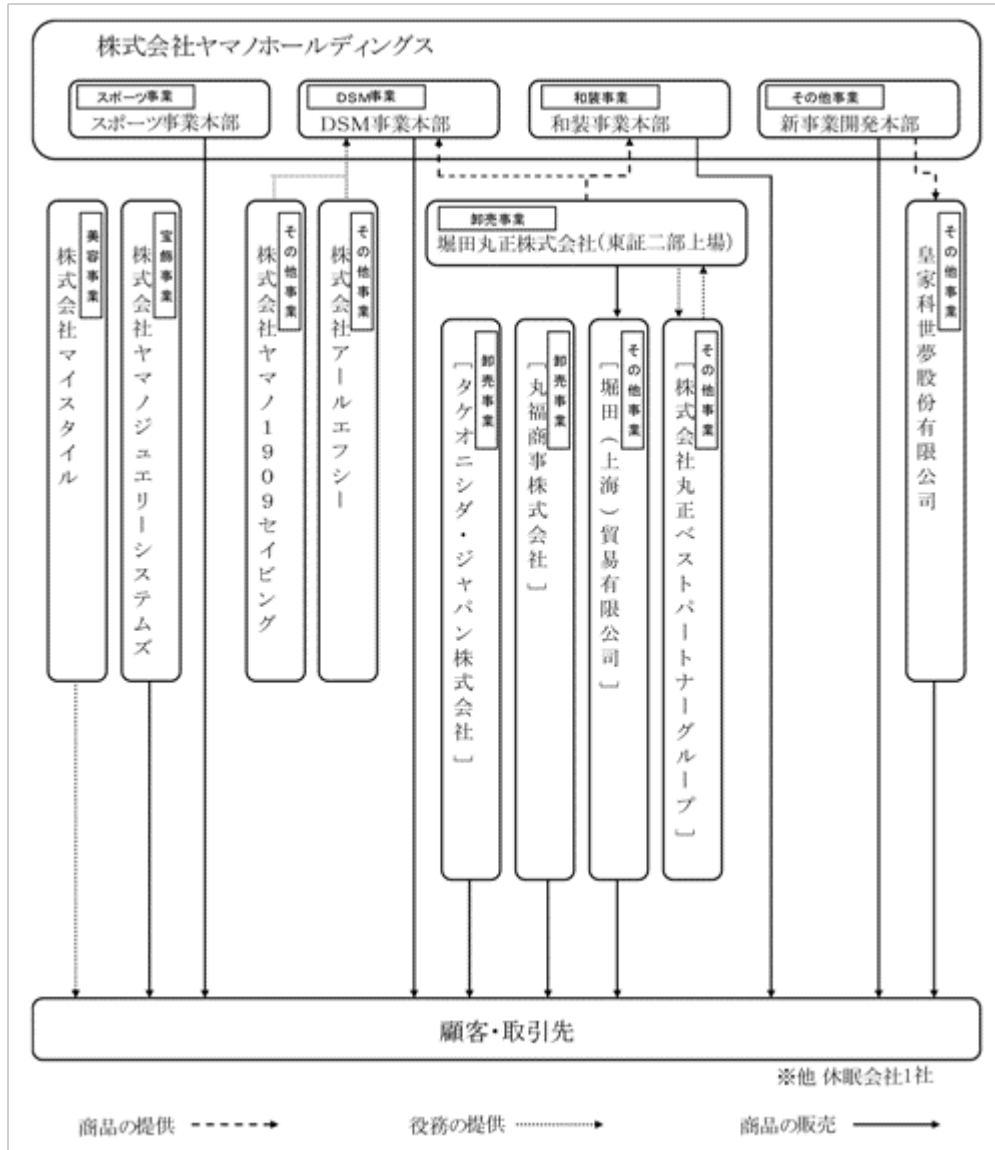 株式会社ヤマノホールディングス
スポーツ事業
スポーツ事業本部
DSM事業
DSM事業本部
和装事業
和装事業本部
その他事業
新事業開発本部
美容事業
株式会社マイスタイル
宝飾事業
株式会社ヤマノジュエリーシステムズ
その他事業
株式会社ヤマノ1909セイビング
その他事業
株式会社アールエフシー
卸売事業
堀田丸正株式会社(東証二部上場)
その他事業
皇家科世夢股份有限公司
卸売事業
[タケオニシダ・ジャパン株式会社]
卸売事業
[丸福商事株式会社]
その他事業
[堀田(上海)貿易有限公司]
その他事業
[株式会社丸正ベストパートナーグループ]
顧客・取引先
※他 休眠会社1社
商品の提供
役務の提供
商品の販売